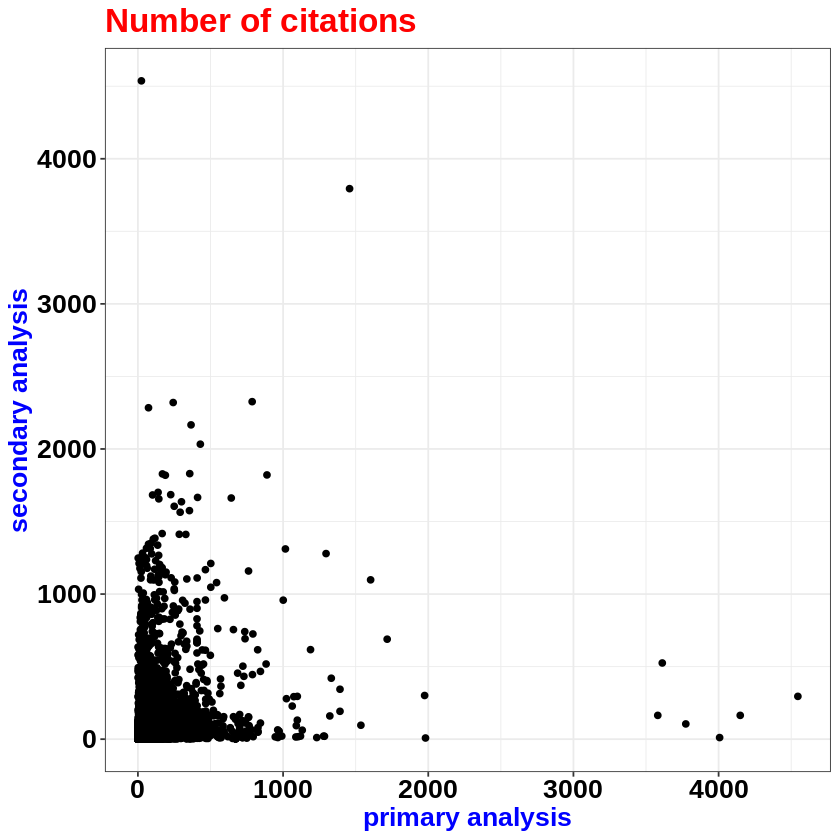 Number of citations
secondary analysis
4000
3000
2000
1000
0
0 1000 2000 3000 4000
primary analysis